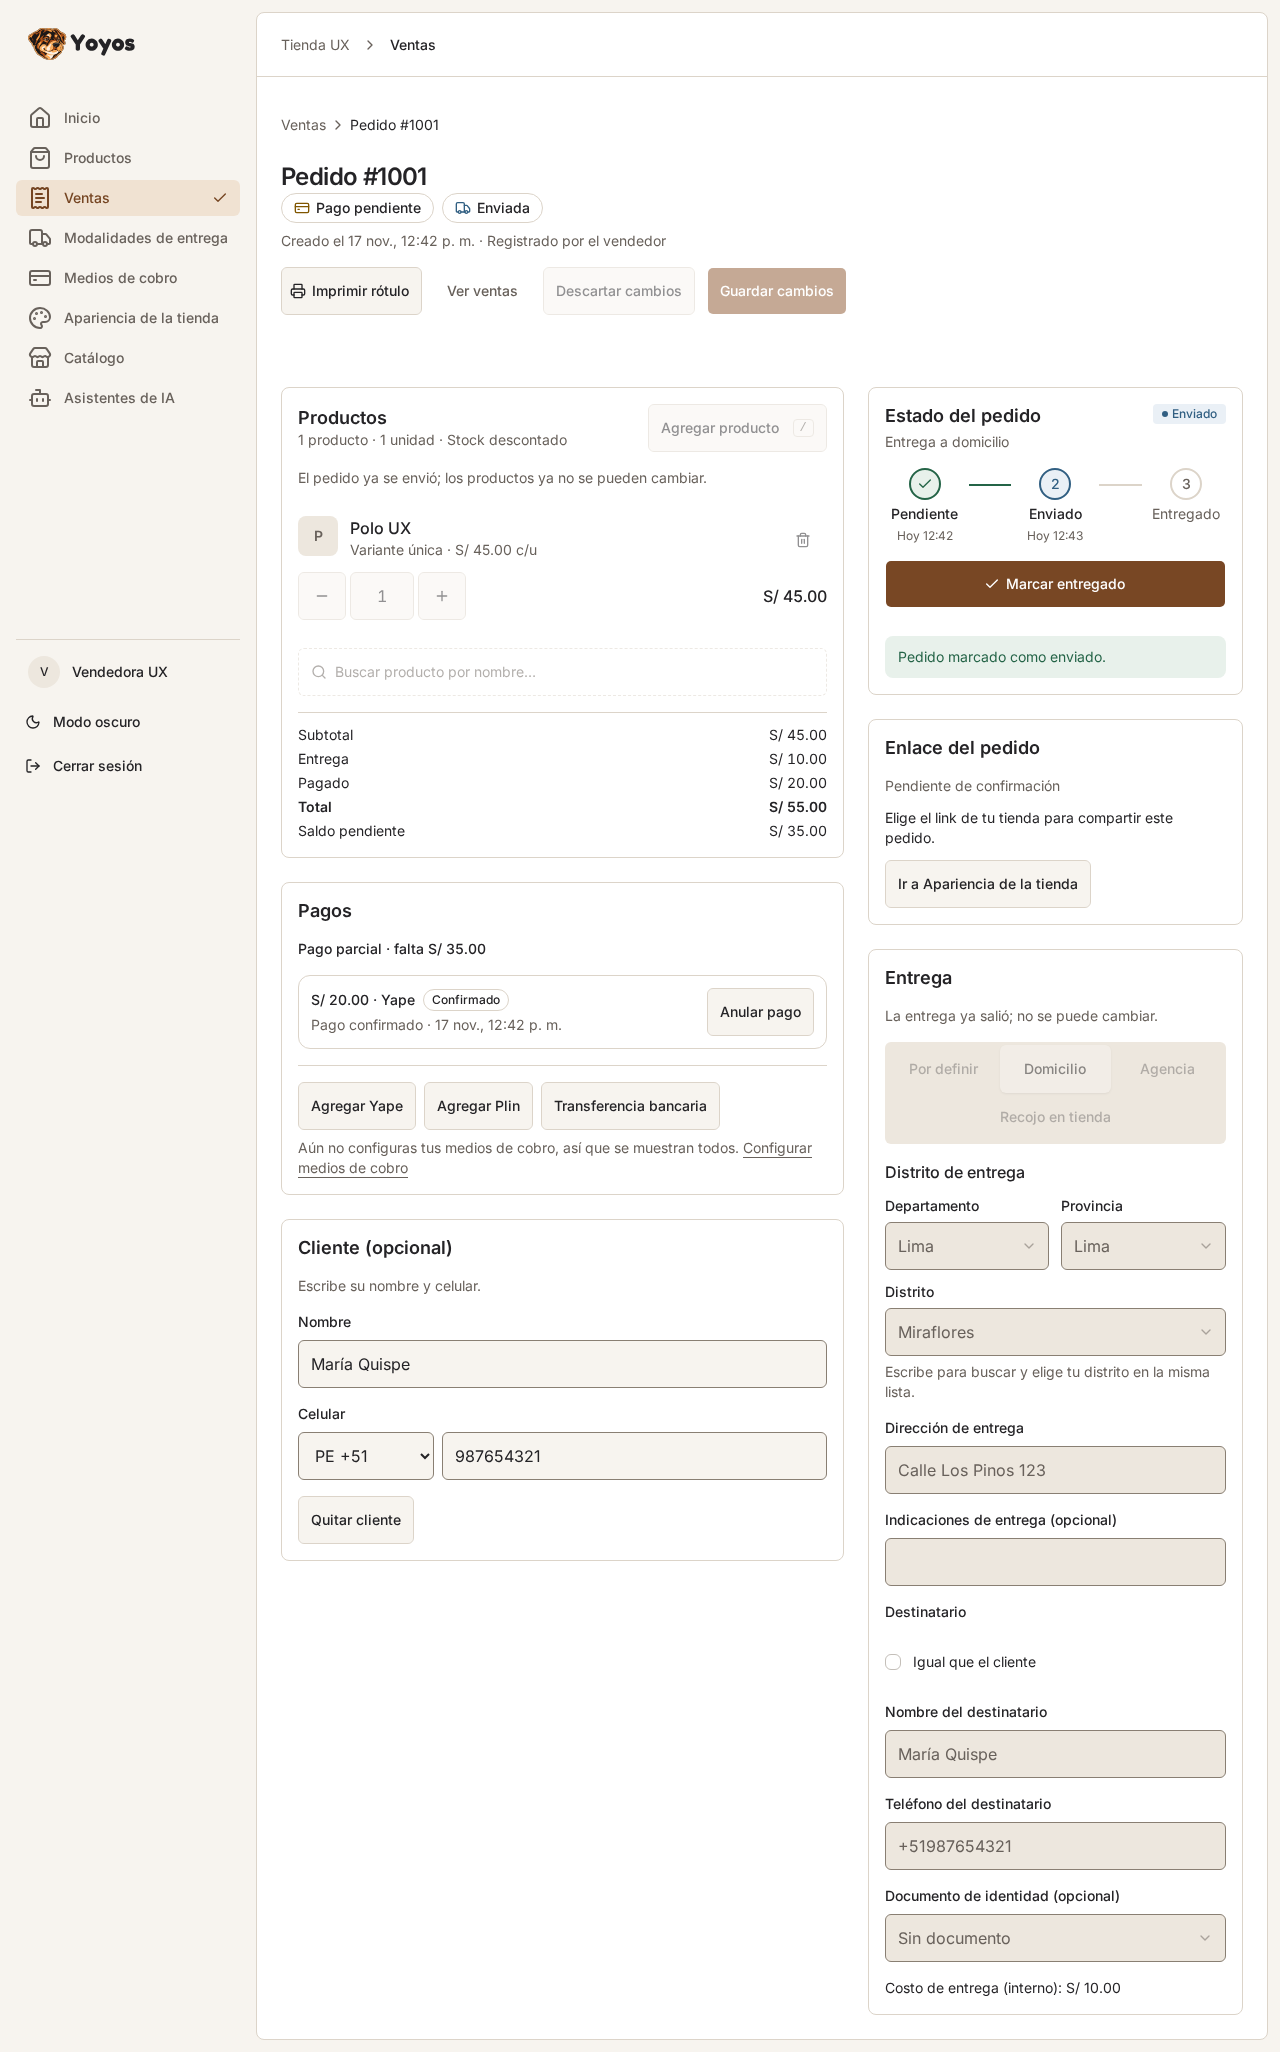 Yoyos
Inicio
Productos
Ventas
Modalidades de entrega
Medios de cobro
Apariencia de la tienda
Catálogo
Asistentes de IA
V
Vendedora UX
Modo oscuro
Cerrar sesión
Tienda UX
Ventas
Ventas
Pedido #1001
Pedido #1001
Pago pendiente
Enviada
Creado el 17 nov., 12:42 p. m. · Registrado por el vendedor
Imprimir rótulo
Ver ventas
Descartar cambios
Guardar cambios
Productos
1 producto · 1 unidad · Stock descontado
Agregar producto /
El pedido ya se envió; los productos ya no se pueden cambiar.
P
Polo UX
Variante única · S/ 45.00 c/u
1
S/ 45.00
Buscar producto por nombre...
Subtotal S/ 45.00
Entrega S/ 10.00
Pagado S/ 20.00
Total S/ 55.00
Saldo pendiente S/ 35.00
Pagos
Pago parcial · falta S/ 35.00
S/ 20.00 · Yape Confirmado
Pago confirmado · 17 nov., 12:42 p. m.
Anular pago
Agregar Yape
Agregar Plin
Transferencia bancaria
Aún no configuras tus medios de cobro, así que se muestran todos. Configurar
medios de cobro
Cliente (opcional)
Escribe su nombre y celular.
Nombre
María Quispe
Celular
PE +51
987654321
Quitar cliente
Estado del pedido
Enviado
Entrega a domicilio
2
3
Pendiente
Enviado
Entregado
Hoy 12:42
Hoy 12:43
Marcar entregado
Pedido marcado como enviado.
Enlace del pedido
Pendiente de confirmación
Elige el link de tu tienda para compartir este
pedido.
Ir a Apariencia de la tienda
Entrega
La entrega ya salió; no se puede cambiar.
Por definir
Domicilio
Agencia
Recojo en tienda
Distrito de entrega
Departamento
Provincia
Lima
Lima
Distrito
Miraflores
Escribe para buscar y elige tu distrito en la misma
lista.
Dirección de entrega
Calle Los Pinos 123
Indicaciones de entrega (opcional)
Destinatario
Igual que el cliente
Nombre del destinatario
María Quispe
Teléfono del destinatario
+51987654321
Documento de identidad (opcional)
Sin documento
Costo de entrega (interno): S/ 10.00